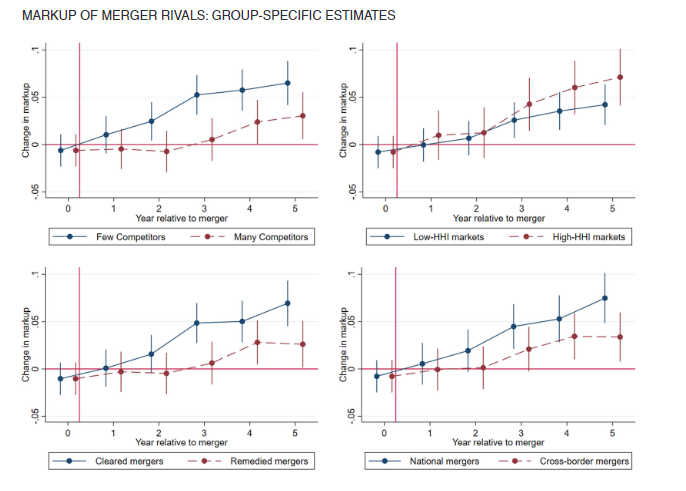 MARKUP OF MERGER RIVALS: GROUP-SPECIFIC ESTIMATES
Change in markup
.1
.05
0
-.05
0 1 2 3 4 5
Year relative to merger
Few Competitors Many Competitors
Change in markup
.1
.05
0
-.05
0 1 2 3 4 5
Year relative to merger
Low-HHI markets High-HHI markets
Change in markup
.1
.05
0
-.05
0 1 2 3 4 5
Year relative to merger
Cleared mergers Remedied mergers
Change in markup
.1
.05
0
-.05
0 1 2 3 4 5
Year relative to merger
National mergers Cross-border mergers